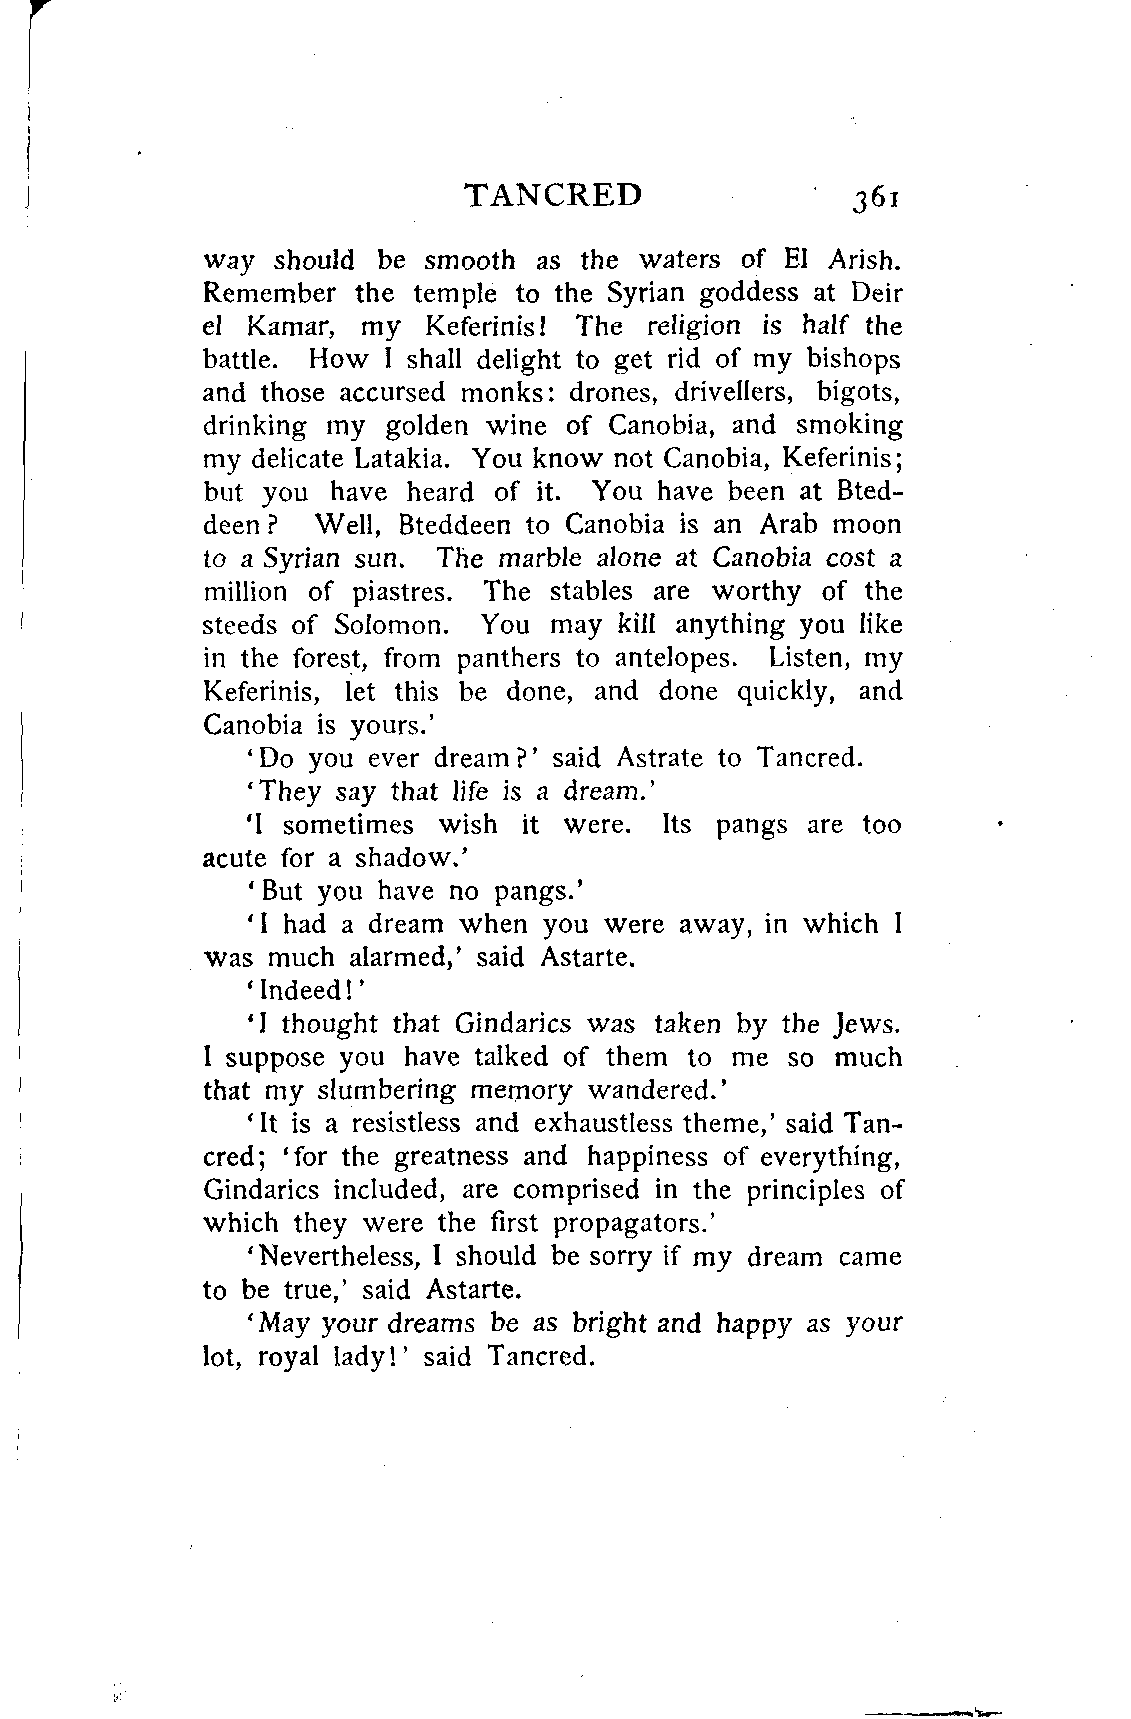 TANCRED 361
way should be smooth as the waters of El Arish.
Remember the temple to the Syrian goddess at Deir
el Kamar, my Keferinis! The religion is half the
battle. How I shall delight to get rid of my bishops
and those accursed monks: drones, drivellers, bigots,
drinking my golden wine of Canobia, and smoking
my delicate Latakia. You know not Canobia, Keferinis;
but you have heard of it. You have been at Bted-
deen? Well, Bteddeen to Canobia is an Arab moon
to a Syrian sun. The marble alone at Canobia cost a
million of piastres. The stables are worthy of the
steeds of Solomon. You may kill anything you like
in the forest, from panthers to antelopes. Listen, my
Keferinis, let this be done, and done quickly, and
Canobia is yours.'
'Do you ever dream?' said Astrate to Tancred.
'They say that life is a dream.'
'I sometimes wish it were. Its pangs are too
acute for a shadow.'
'But you have no pangs.'
'I had a dream when you were away, in which I
was much alarmed,' said Astarte.
'Indeed!'
'I thought that Gindarics was taken by the Jews.
I suppose you have talked of them to me so much
that my slumbering memory wandered.'
'It is a resistless and exhaustless theme,' said Tan-
cred; 'for the greatness and happiness of everything,
Gindarics included, are comprised in the principles of
which they were the first propagators.'
'Nevertheless, I should be sorry if my dream came
to be true,' said Astarte.
'May your dreams be as bright and happy as your
lot, royal lady!' said Tancred.